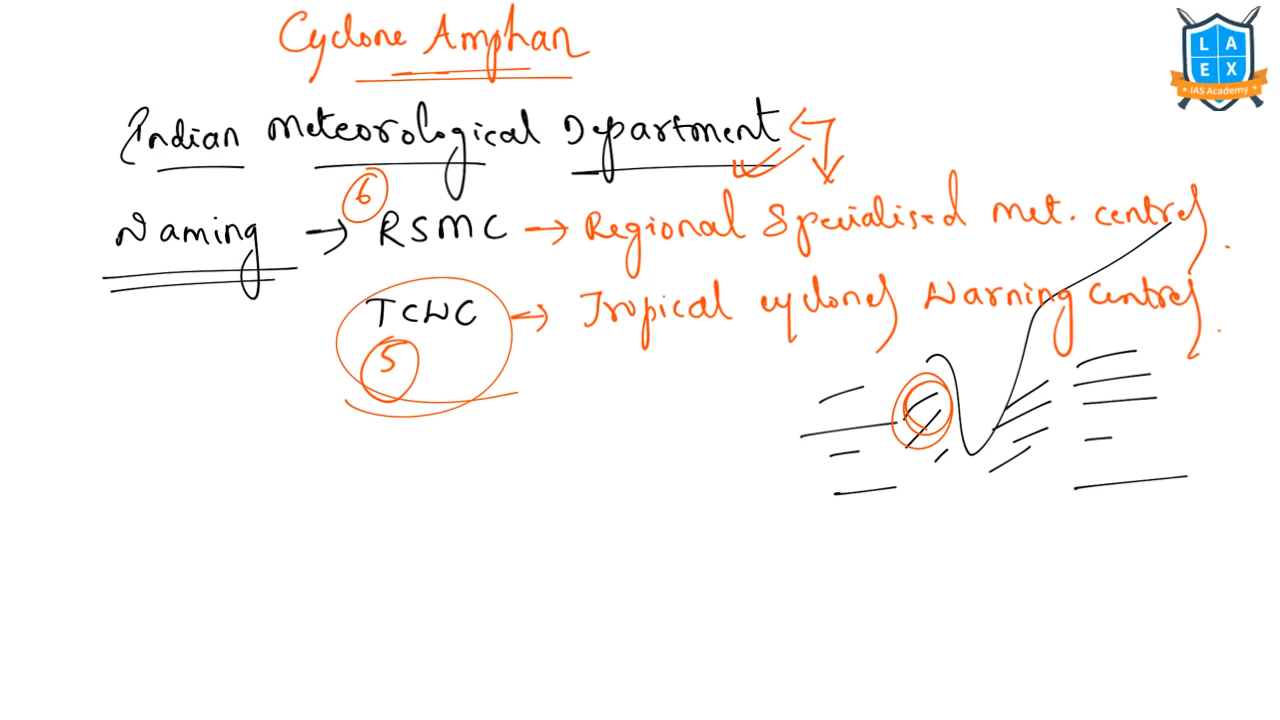 Cyclone Amphan
L A
E X
IAS Academy
Indian Meteorological Department
6
Naming → RSMC → Regional Specialised Met. centres.
TCWC → Tropical cyclones Warning Centres.
5